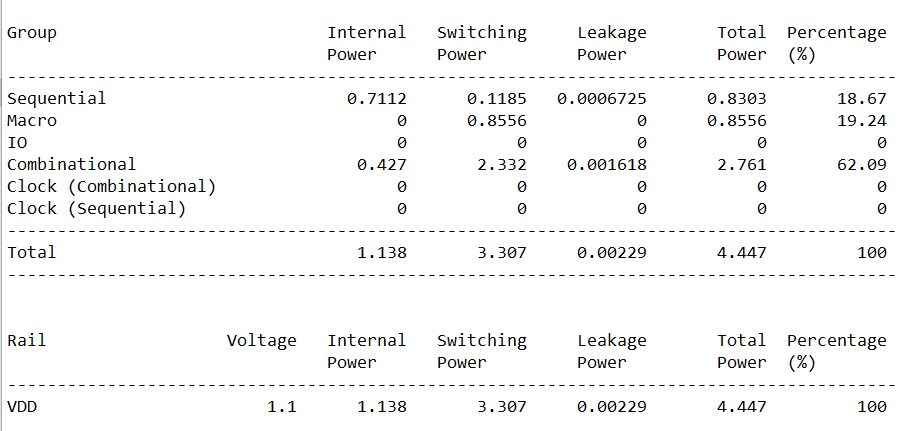 Group                           Internal   Switching     Leakage       Total  Percentage
                                Power      Power         Power         Power  (%)
-----------------------------------------------------------------------------------------
Sequential                        0.7112      0.1185   0.0006725      0.8303       18.67
Macro                                  0      0.8556           0      0.8556       19.24
IO                                     0           0           0           0           0
Combinational                      0.427       2.332    0.001618       2.761       62.09
Clock (Combinational)                  0           0           0           0           0
Clock (Sequential)                     0           0           0           0           0
-----------------------------------------------------------------------------------------
Total                              1.138       3.307     0.00229       4.447         100
-----------------------------------------------------------------------------------------
Rail                  Voltage   Internal   Switching     Leakage       Total  Percentage
                                Power      Power         Power         Power  (%)
-----------------------------------------------------------------------------------------
VDD                       1.1      1.138       3.307     0.00229       4.447         100